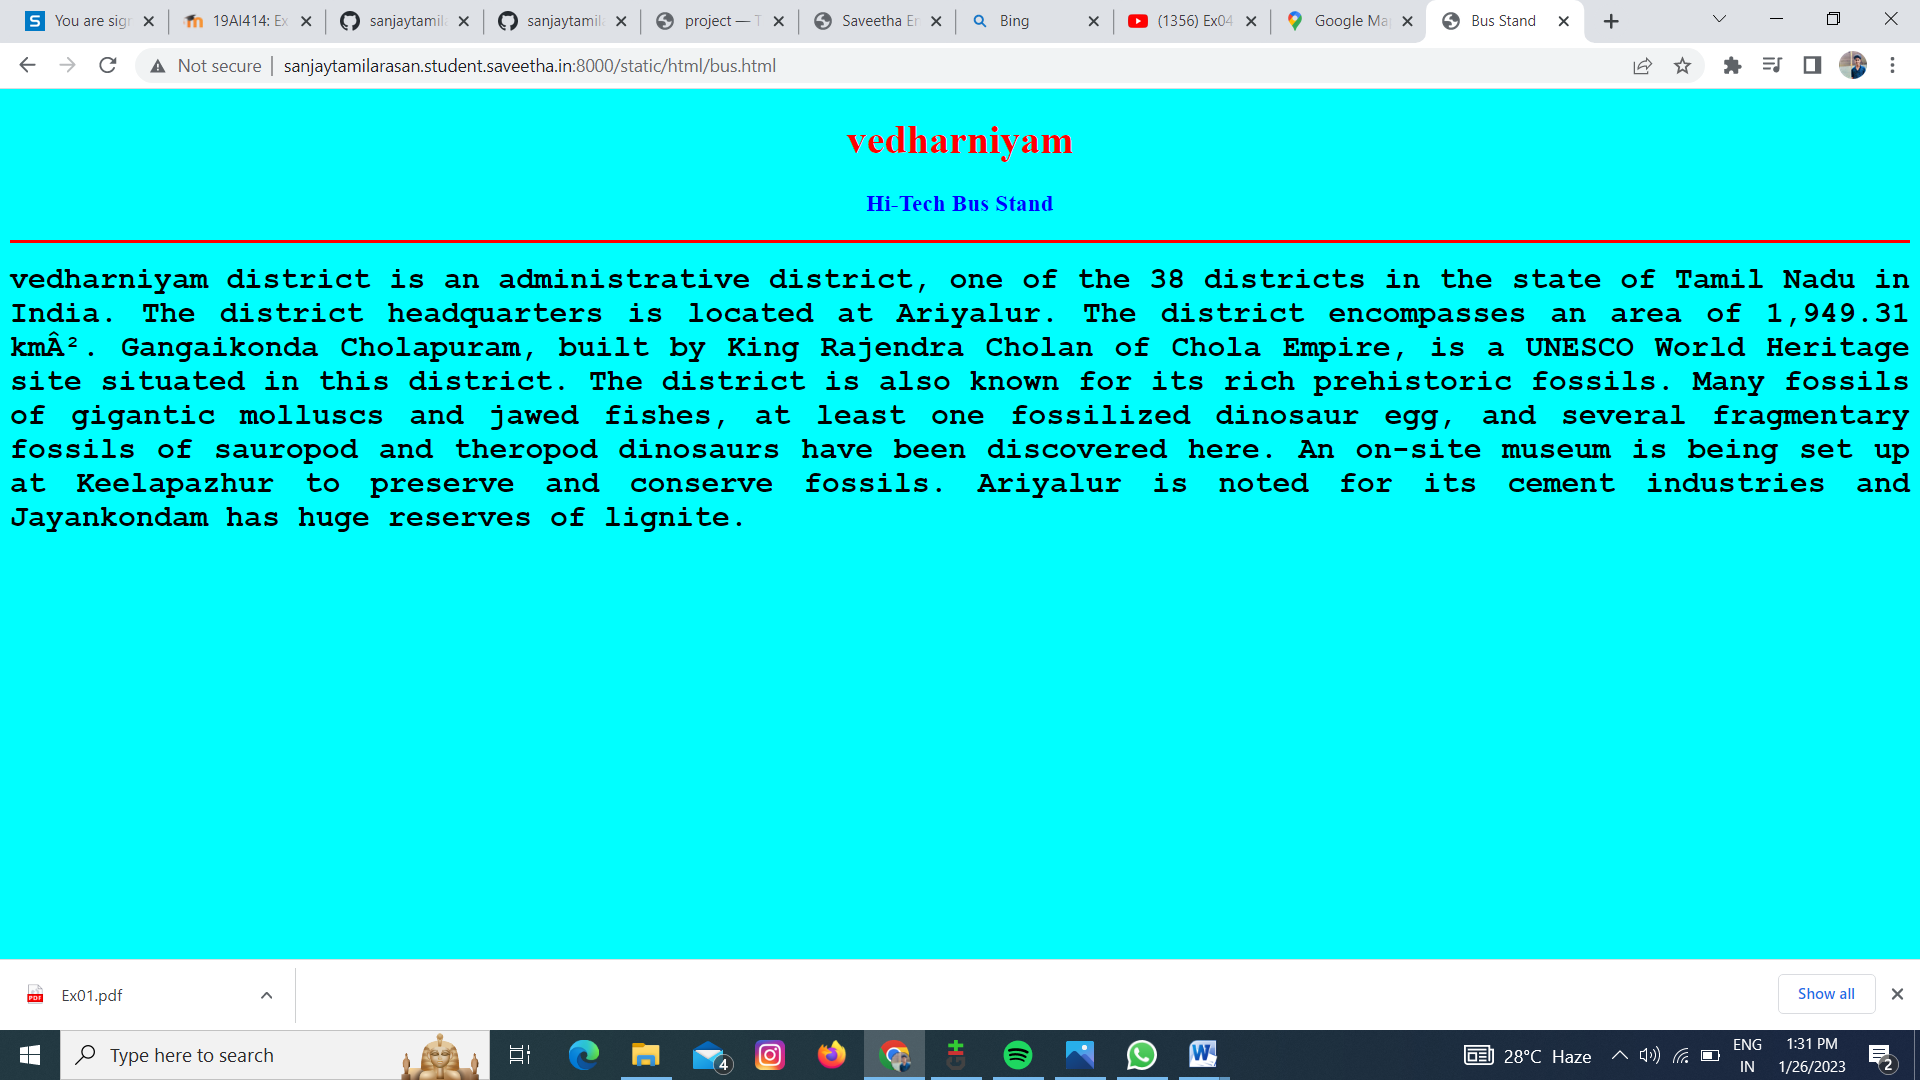 You are sig
19AI414: Ex
sanjaytamil
sanjaytamil
project — T
Saveetha En
Bing
(1356) Ex04
Google Ma
Bus Stand
Not secure
sanjaytamilarasan.student.saveetha.in:8000/static/html/bus.html
vedharniyam
Hi-Tech Bus Stand
vedharniyam district is an administrative district, one of the 38 districts in the state of Tamil Nadu in
India. The district headquarters is located at Ariyalur. The district encompasses an area of 1,949.31
kmÂ². Gangaikonda Cholapuram, built by King Rajendra Cholan of Chola Empire, is a UNESCO World Heritage
site situated in this district. The district is also known for its rich prehistoric fossils. Many fossils
of gigantic molluscs and jawed fishes, at least one fossilized dinosaur egg, and several fragmentary
fossils of sauropod and theropod dinosaurs have been discovered here. An on-site museum is being set up
at Keelapazhur to preserve and conserve fossils. Ariyalur is noted for its cement industries and
Jayankondam has huge reserves of lignite.
Ex01.pdf
Show all
Type here to search
4
28°C Haze
ENG
IN
1:31 PM
1/26/2023
2